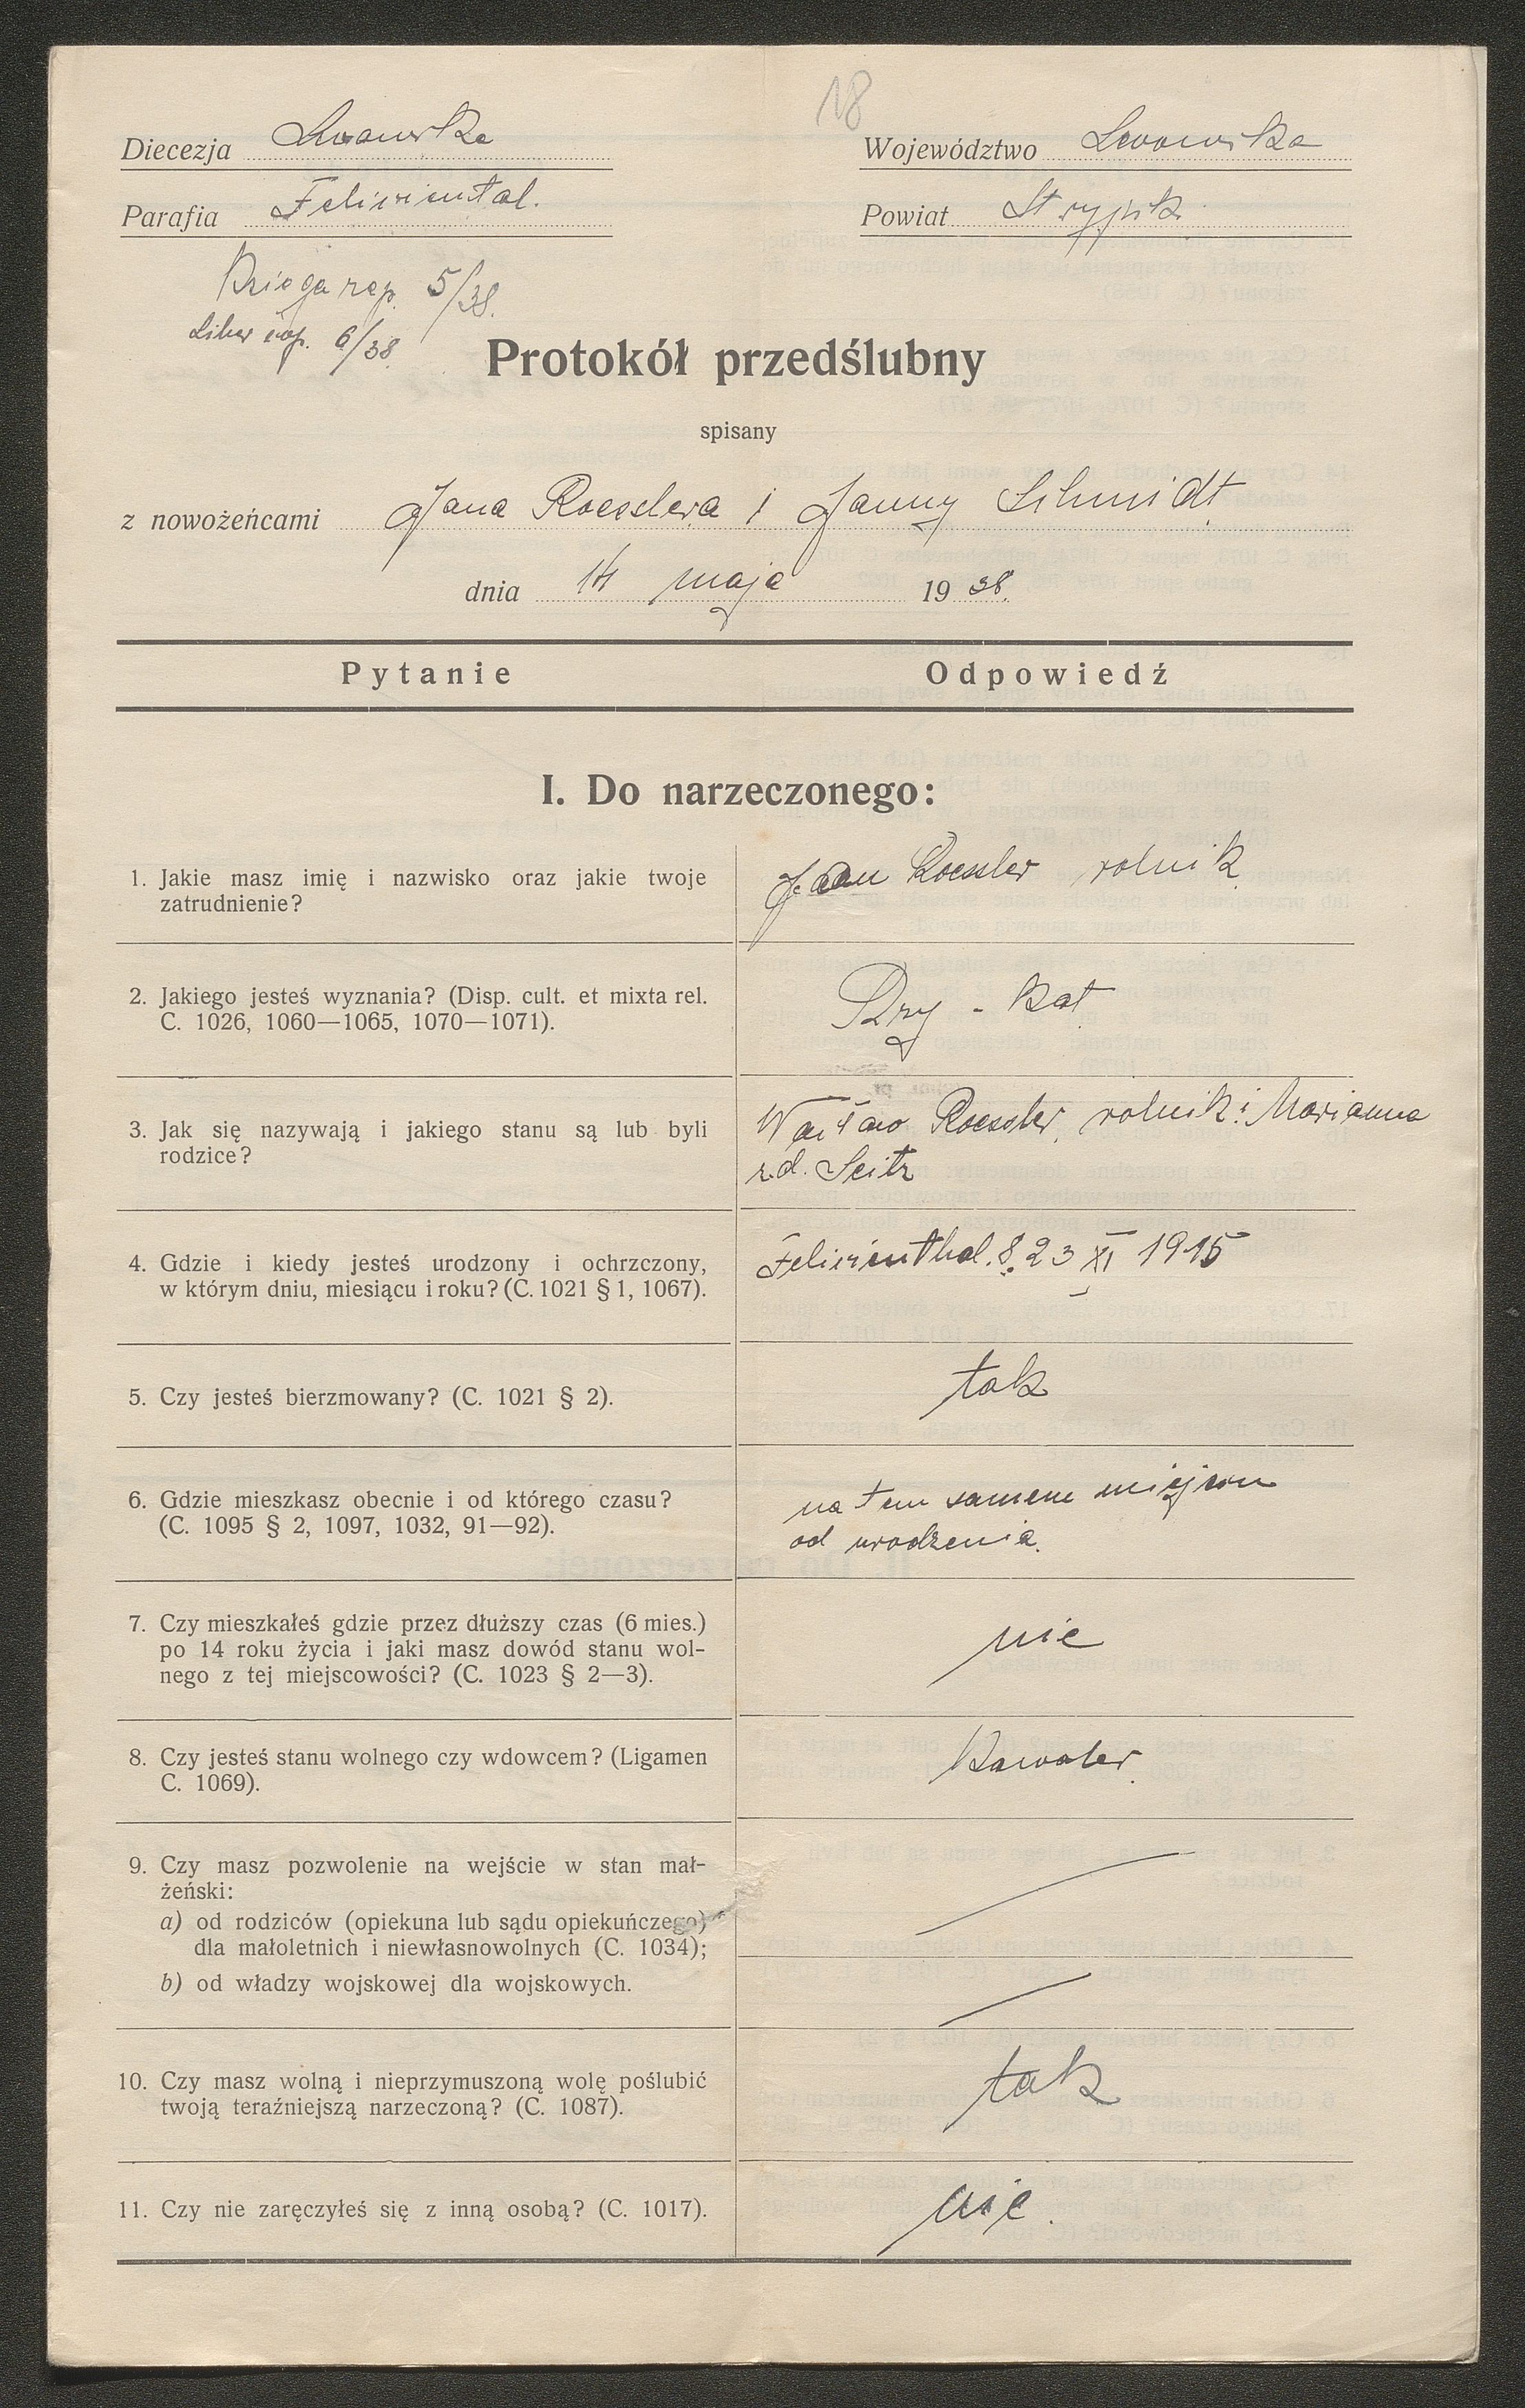 18
Diecezja Lwowska
Województwo Lwowska
Parafia Feliziental.
Powiat Stryjski
Księga zap. 5/38.
Liber cop. 6/38
Protokół przedślubny
spisany
z nowożeńcami Jana Roesslera i Janny Schmidt
dnia 14 maja 1938.
Pytanie Odpowiedź
I. Do narzeczonego:
1. Jakie masz imię i nazwisko oraz jakie twoje
zatrudnienie?
Jan Roessler rolnik
2. Jakiego jesteś wyznania? (Disp. cult. et mixta rel.
C. 1026, 1060—1065, 1070—1071).
Rzy - kat
3. Jak się nazywają i jakiego stanu są lub byli
rodzice?
Roessler, rolnik i Marianna
zd. Seitz
4. Gdzie i kiedy jesteś urodzony i ochrzczony,
w którym dniu, miesiącu i roku? (C. 1021 § 1, 1067).
Felizienthal. 8. 23 XI 1915
5. Czy jesteś bierzmowany? (C. 1021 § 2).
tak
6. Gdzie mieszkasz obecnie i od którego czasu?
(C. 1095 § 2, 1097, 1032, 91—92).
na tem samem miejscu
od urodzenia.
7. Czy mieszkałeś gdzie przez dłuższy czas (6 mies.)
po 14 roku życia i jaki masz dowód stanu wol-
nego z tej miejscowości? (C. 1023 § 2—3).
nie
8. Czy jesteś stanu wolnego czy wdowcem? (Ligamen
C. 1069).
Kawaler.
9. Czy masz pozwolenie na wejście w stan mał-
żeński:
a) od rodziców (opiekuna lub sądu opiekuńczego)
dla małoletnich i niewłasnowolnych (C. 1034);
b) od władzy wojskowej dla wojskowych.
10. Czy masz wolną i nieprzymuszoną wolę poślubić
twoją teraźniejszą narzeczoną? (C. 1087).
tak
11. Czy nie zaręczyłeś się z inną osobą? (C. 1017).
nie.